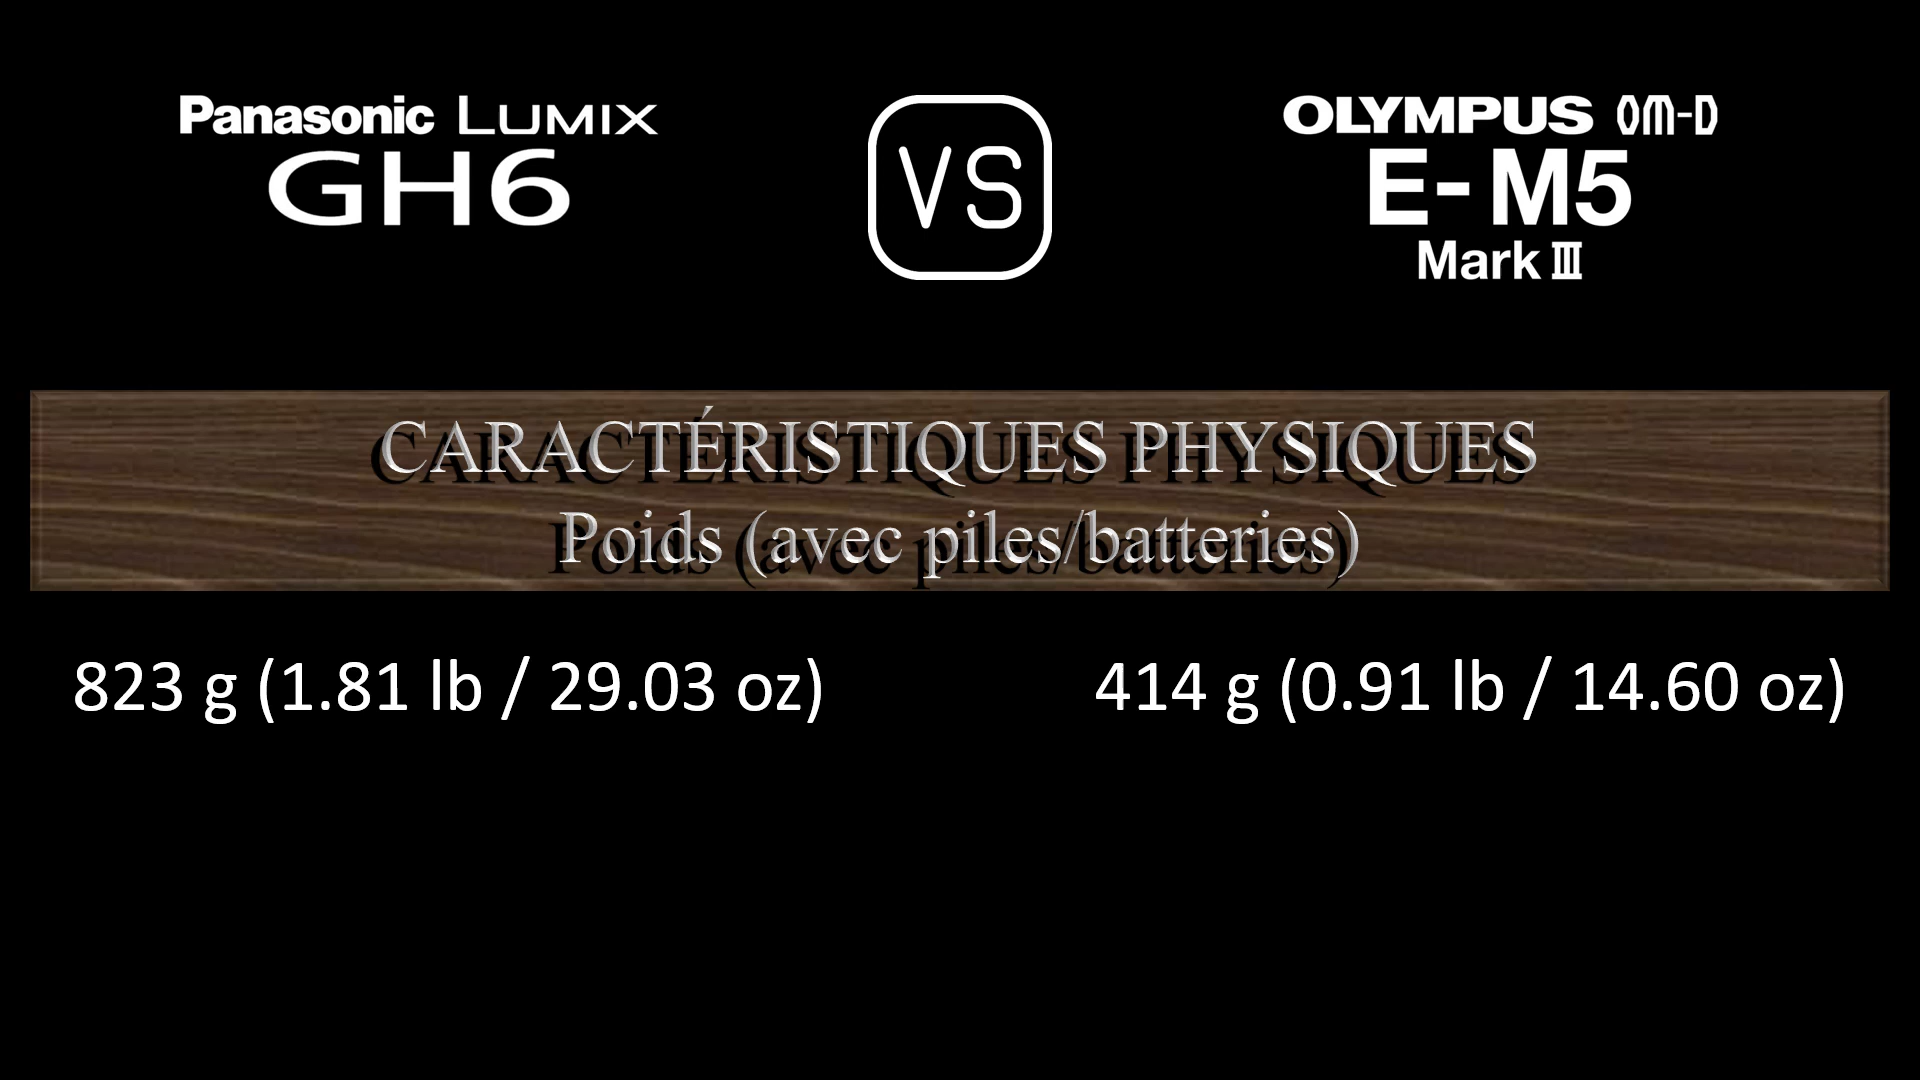 Panasonic LUMIX
GH6
VS
OLYMPUS OM-D
E-M5
Mark III
CARACTÉRISTIQUES PHYSIQUES
Poids (avec piles/batteries)
823 g (1.81 lb / 29.03 oz)
414 g (0.91 lb / 14.60 oz)